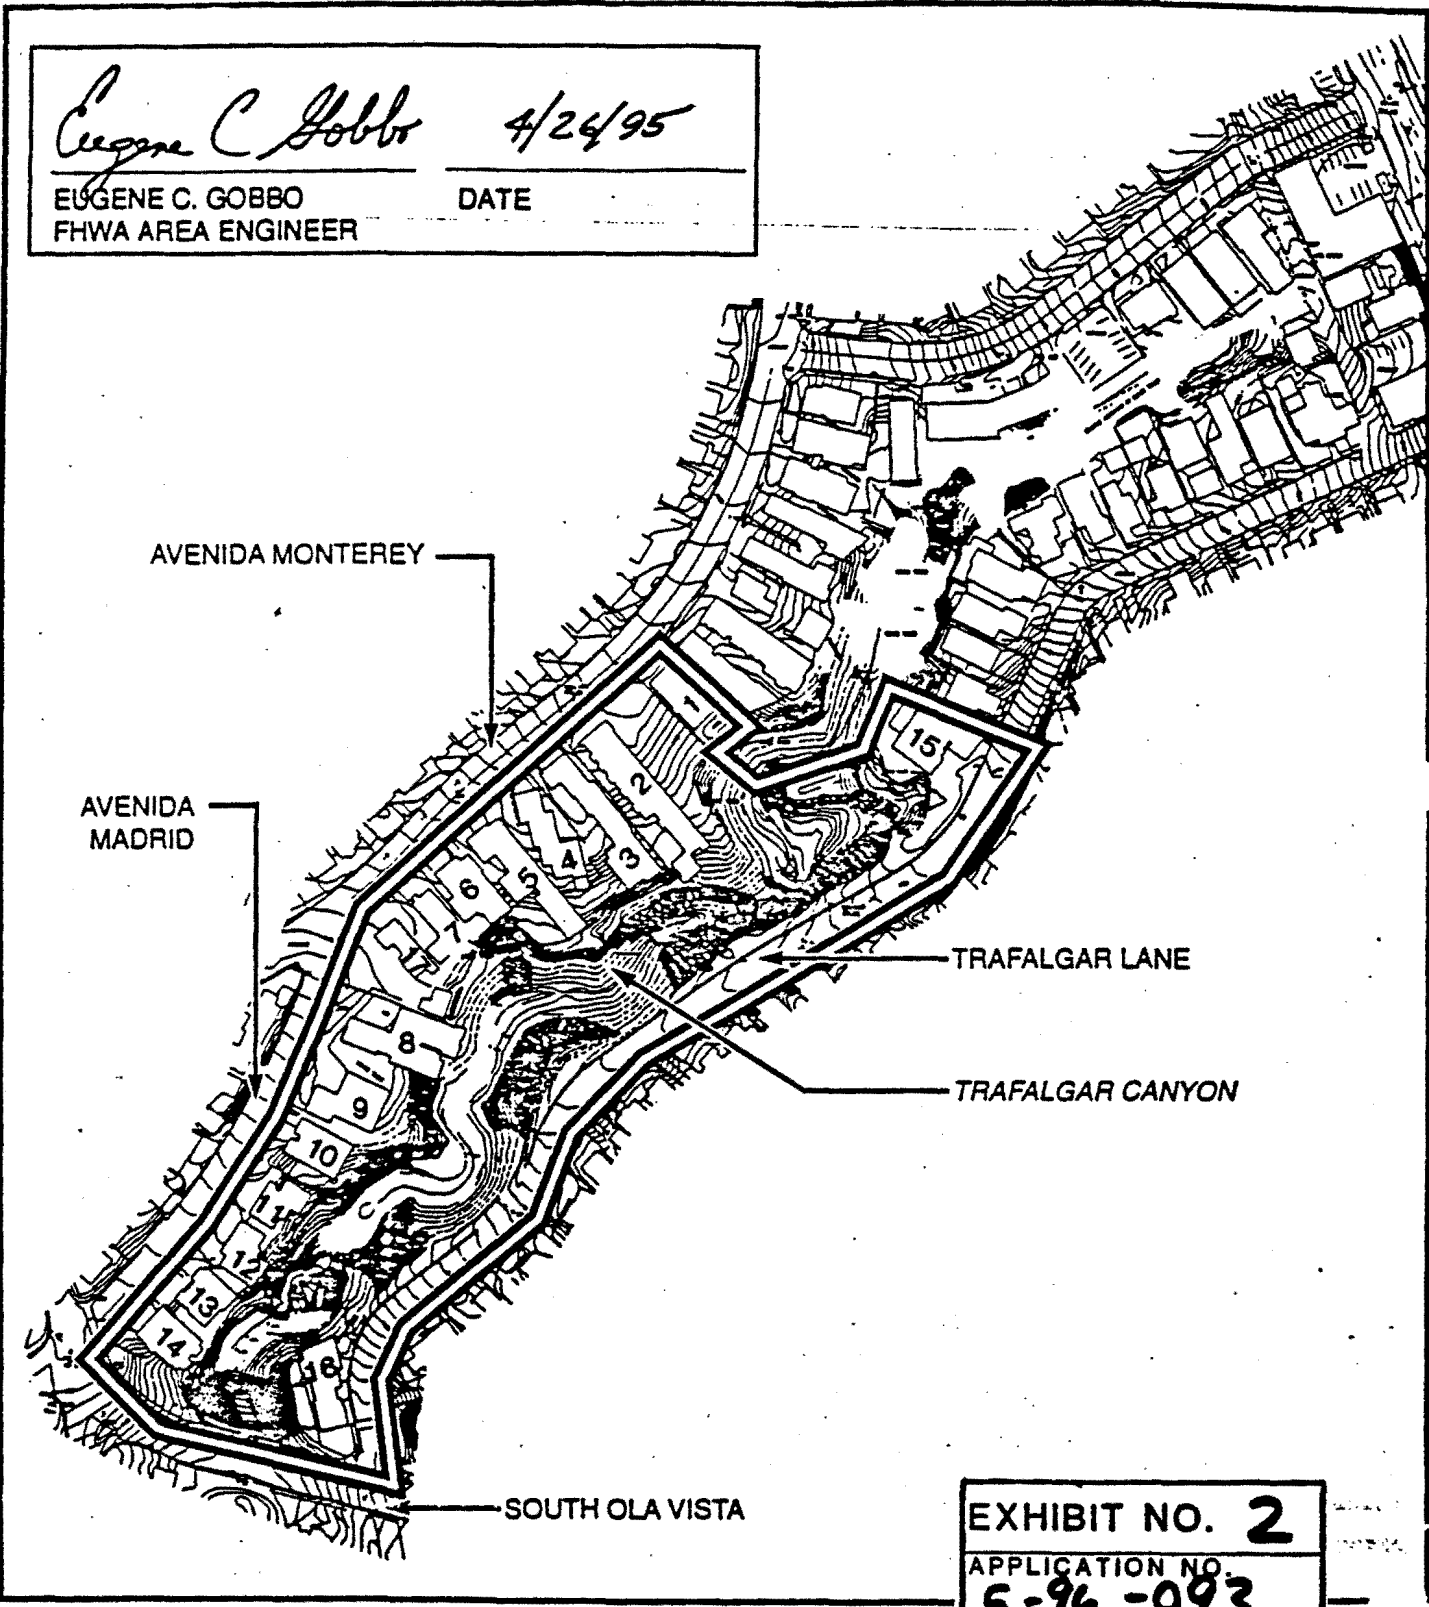 Eugene C Gobbo 4/26/95
EUGENE C. GOBBO DATE
FHWA AREA ENGINEER
AVENIDA MONTEREY
AVENIDA
MADRID
1
15
2
3
4
5
6
7
17
8
9
10
11
12
13
14
16
TRAFALGAR LANE
TRAFALGAR CANYON
SOUTH OLA VISTA
EXHIBIT NO. 2
APPLICATION NO.